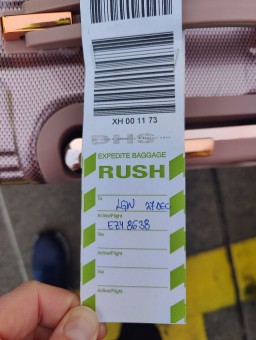 XH 00 11 73
DHS
EXPEDITE BAGGAGE
RUSH
To
LGW 27 DEC
Airline/Flight
EZY 8638
Via
Airline/Flight
Via
Airline/Flight